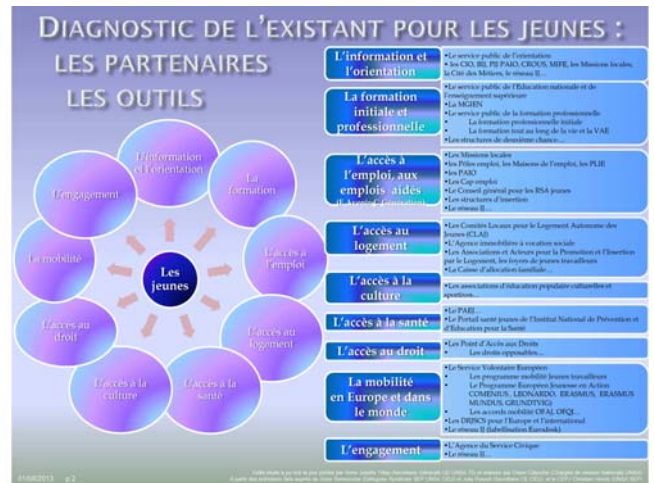 DIAGNOSTIC DE L'EXISTANT POUR LES JEUNES :
LES PARTENAIRES
LES OUTILS
L'information et
l'orientation
La
formation
L'accès à
l'emploi
L'accès au
logement
L'accès à la
santé
L'accès à la
culture
L'accès au
droit
La mobilité
L'engagement
Les
jeunes
L'information et
l'orientation
•Le service public de l'orientation
• les CIO, BIJ, PIJ PAIO, CROUS, MIFE, les Missions locales,
la Cité des Métiers, le réseau IJ…
La formation
initiale et
professionnelle
•Le service public de l'Education nationale et de
l'enseignement supérieure
•La MGIEN
•Le service public de la formation professionnelle
• La formation professionnelle initiale
• La formation tout au long de la vie et la VAE
•Les structures de deuxième chance…
L'accès à
l'emploi, aux
emplois aidés
•Les Missions locales
•les Pôles emploi, les Maisons de l'emploi, les PLIE
•les PAIO
•Les Cap emploi
•Le Conseil général pour les RSA jeunes
•Les structures d'insertion
•Le réseau IJ…
L'accès au
logement
•Les Comités Locaux pour le Logement Autonome des
Jeunes (CLAJ)
•L'Agence immobilière à vocation sociale
•Les Associations et Acteurs pour la Promotion et l'Insertion
par le Logement, les foyers de jeunes travailleurs
•La Caisse d'allocation familiale…
L'accès à la
culture
•Les associations d'éducation populaire culturelles et
sportives…
L'accès à la santé
•Le PAEJ…
•Le Portail santé jeunes de l'Institut National de Prévention et
d'Education pour la Santé
L'accès au droit
•Les Point d'Accès aux Droits
• Les droits opposables…
La mobilité
en Europe et dans
le monde
•Le Service Volontaire Européen
• Les programme mobilité Jeunes travailleurs
• Le Programme Européen Jeunesse en Action
COMENIUS, LEONARDO, ERASMUS, ERASMUS
MUNDUS, GRUNDTVIG)
• Les accords mobilité OFAJ, OFQJ…
•Les DRJSCS pour l'Europe et l'international
•Le réseau IJ (labellisation Eurodesk)
L'engagement
•L'Agence du Service Civique
•Le réseau IJ…
01/08/2013 p 2